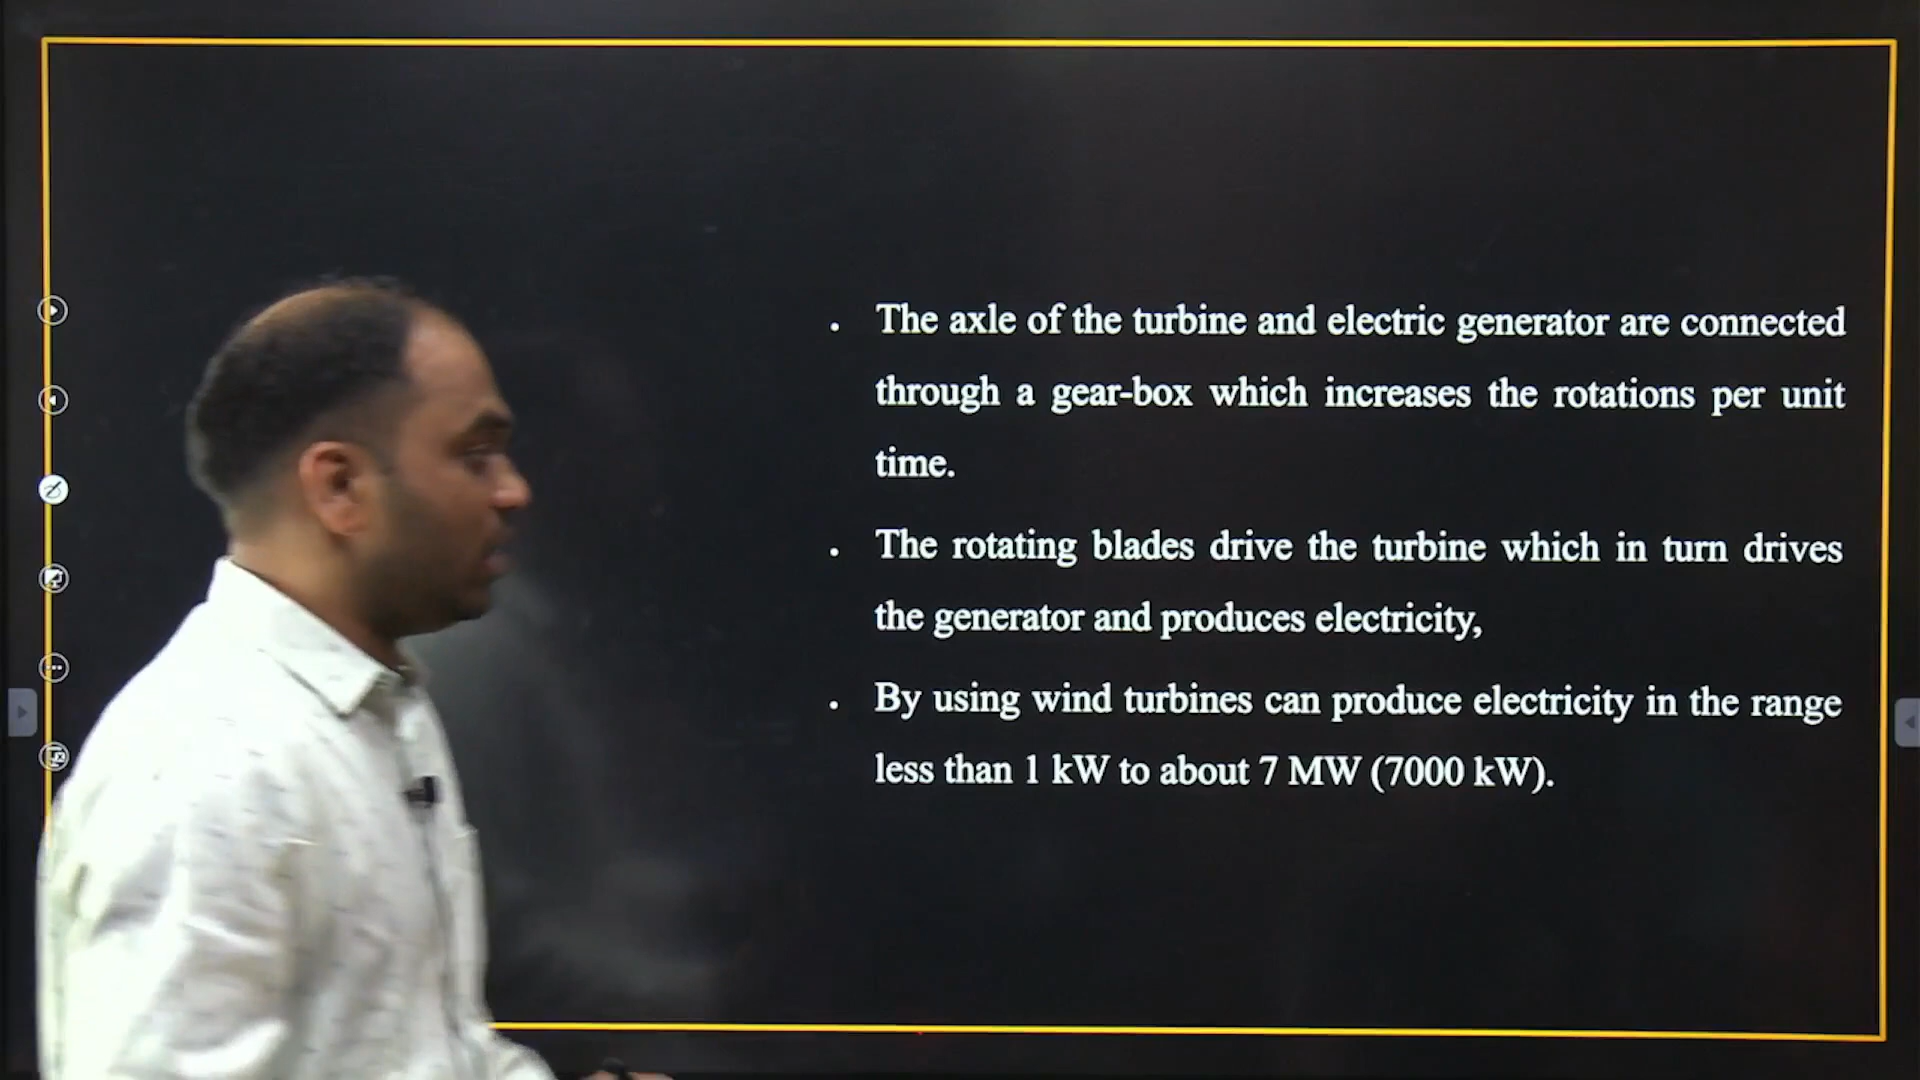 . The axle of the turbine and electric generator are connected
through a gear-box which increases the rotations per unit
time.
. The rotating blades drive the turbine which in turn drives
the generator and produces electricity,
. By using wind turbines can produce electricity in the range
less than 1 kW to about 7 MW (7000 kW).